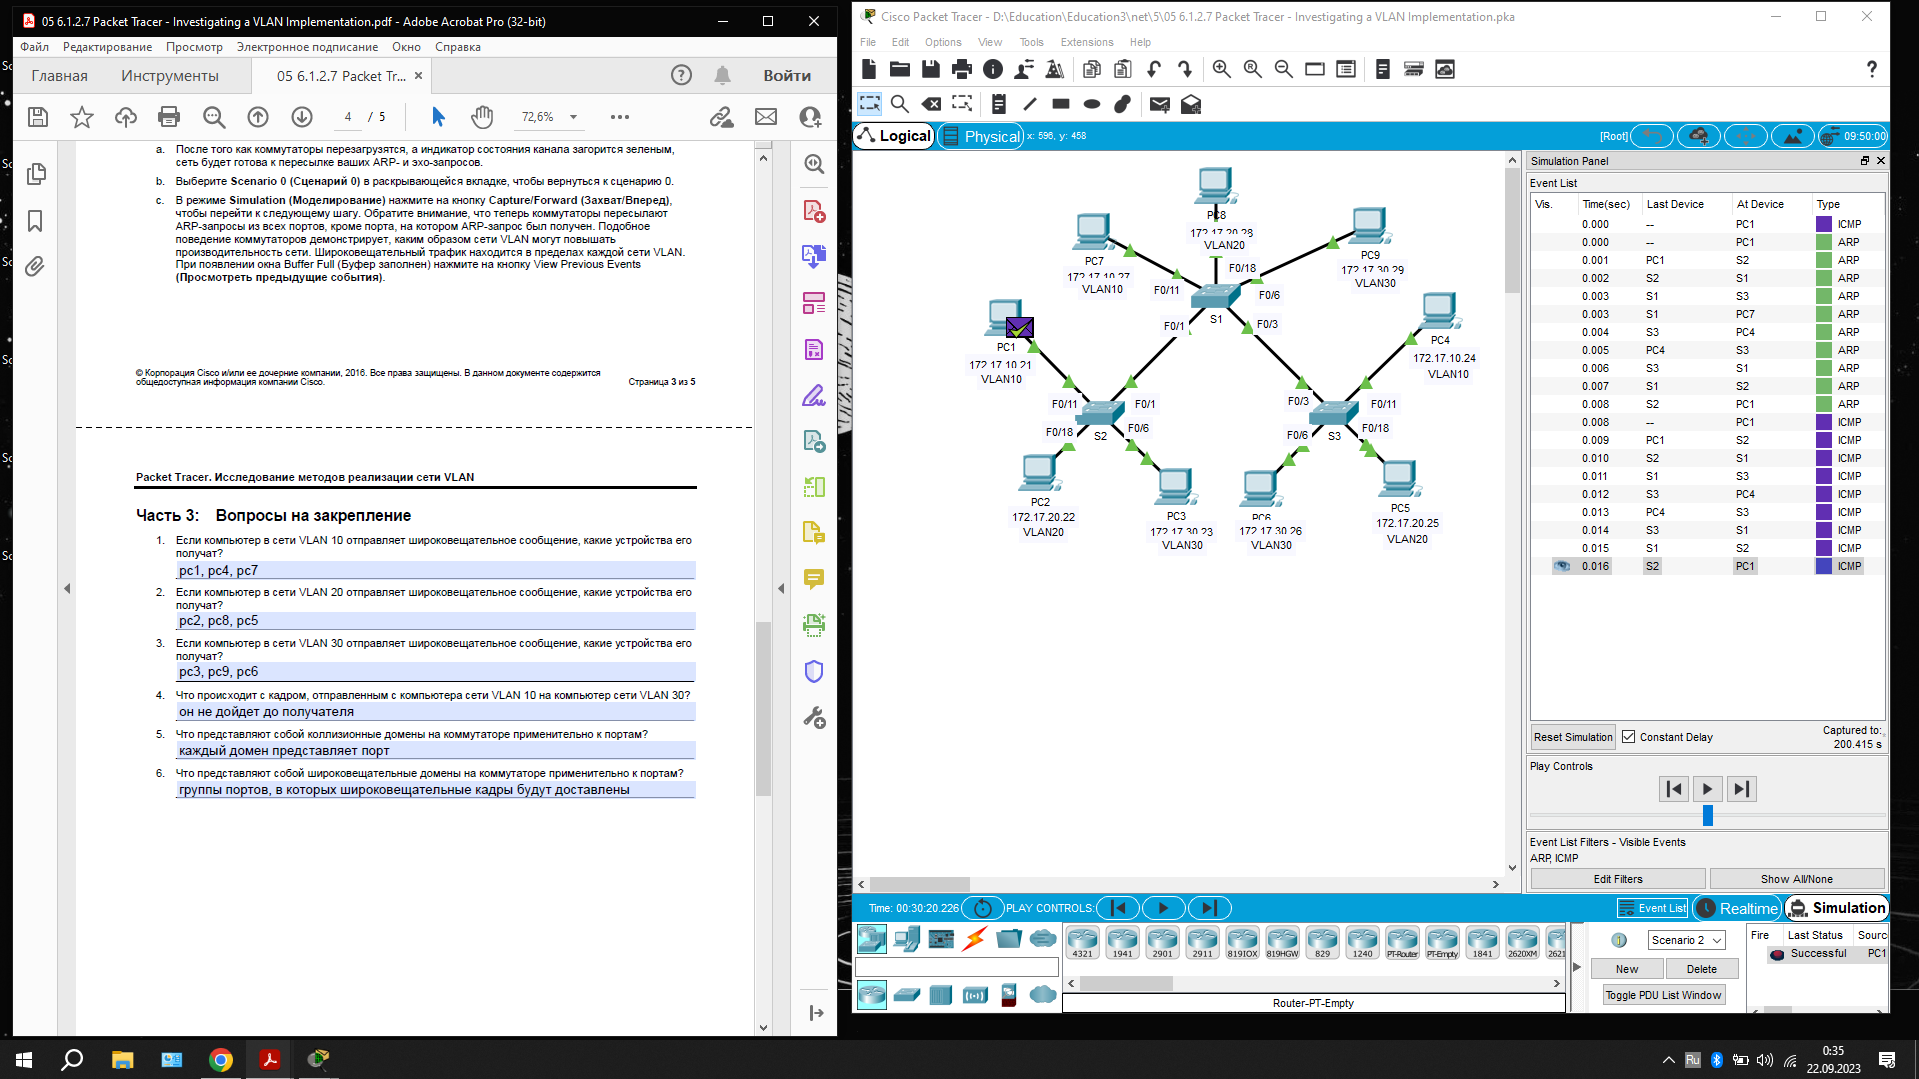 05 6.1.2.7 Packet Tracer - Investigating a VLAN Implementation.pdf - Adobe Acrobat Pro (32-bit)
Файл Редактирование Просмотр Электронное подписание Окно Справка
Главная Инструменты 05 6.1.2.7 Packet Tr... × Войти
4 / 5 72,6%
a. После того как коммутаторы перезагрузятся, а индикатор состояния канала загорится зеленым,
сеть будет готова к пересылке ваших ARP- и эхо-запросов.
b. Выберите Scenario 0 (Сценарий 0) в раскрывающейся вкладке, чтобы вернуться к сценарию 0.
c. В режиме Simulation (Моделирование) нажмите на кнопку Capture/Forward (Захват/Вперед),
чтобы перейти к следующему шагу. Обратите внимание, что теперь коммутаторы пересылают
ARP-запросы из всех портов, кроме порта, на котором ARP-запрос был получен. Подобное
поведение коммутаторов демонстрирует, каким образом сети VLAN могут повышать
производительность сети. Широковещательный трафик находится в пределах каждой сети VLAN.
При появлении окна Buffer Full (Буфер заполнен) нажмите на кнопку View Previous Events
(Просмотреть предыдущие события).
© Корпорация Cisco и/или ее дочерние компании, 2016. Все права защищены. В данном документе содержится
общедоступная информация компании Cisco. Страница 3 из 5
Packet Tracer. Исследование методов реализации сети VLAN
Часть 3: Вопросы на закрепление
1. Если компьютер в сети VLAN 10 отправляет широковещательное сообщение, какие устройства его
получат?
pc1, pc4, pc7
2. Если компьютер в сети VLAN 20 отправляет широковещательное сообщение, какие устройства его
получат?
pc2, pc8, pc5
3. Если компьютер в сети VLAN 30 отправляет широковещательное сообщение, какие устройства его
получат?
pc3, pc9, pc6
4. Что происходит с кадром, отправленным с компьютера сети VLAN 10 на компьютер сети VLAN 30?
он не дойдет до получателя
5. Что представляют собой коллизионные домены на коммутаторе применительно к портам?
каждый домен представляет порт
6. Что представляют собой широковещательные домены на коммутаторе применительно к портам?
группы портов, в которых широковещательные кадры будут доставлены
Cisco Packet Tracer - D:\Education\Education3\net\5\05 6.1.2.7 Packet Tracer - Investigating a VLAN Implementation.pka
File Edit Options View Tools Extensions Help
Logical Physical x: 596, y: 458 [Root] 09:50:00
PC8
172.17.20.28
VLAN20
PC7
172.17.10.27
VLAN10
PC9
172.17.30.29
VLAN30
F0/11
F0/18
F0/6
S1
F0/1
F0/3
PC1
172.17.10.21
VLAN10
PC4
172.17.10.24
VLAN10
F0/11
F0/1
S2
F0/18
F0/6
F0/3
F0/11
S3
F0/6
F0/18
PC2
172.17.20.22
VLAN20
PC3
172.17.30.23
VLAN30
PC6
172.17.30.26
VLAN30
PC5
172.17.20.25
VLAN20
Simulation Panel
Event List
Vis. Time(sec) Last Device At Device Type
0.000 -- PC1 ICMP
0.000 -- PC1 ARP
0.001 PC1 S2 ARP
0.002 S2 S1 ARP
0.003 S1 S3 ARP
0.003 S1 PC7 ARP
0.004 S3 PC4 ARP
0.005 PC4 S3 ARP
0.006 S3 S1 ARP
0.007 S1 S2 ARP
0.008 S2 PC1 ARP
0.008 -- PC1 ICMP
0.009 PC1 S2 ICMP
0.010 S2 S1 ICMP
0.011 S1 S3 ICMP
0.012 S3 PC4 ICMP
0.013 PC4 S3 ICMP
0.014 S3 S1 ICMP
0.015 S1 S2 ICMP
0.016 S2 PC1 ICMP
Reset Simulation Constant Delay Captured to:
200.415 s
Play Controls
Event List Filters - Visible Events
ARP, ICMP
Edit Filters Show All/None
Time: 00:30:20.226 PLAY CONTROLS: Event List Realtime Simulation
4321 1941 2901 2911 819IOX 819HGW 829 1240 PT-Router PT-Empty 1841 2620XM 2621
Router-PT-Empty
Scenario 2
New Delete
Toggle PDU List Window
Fire Last Status Sourc
Successful PC1
Ru 0:35
22.09.2023